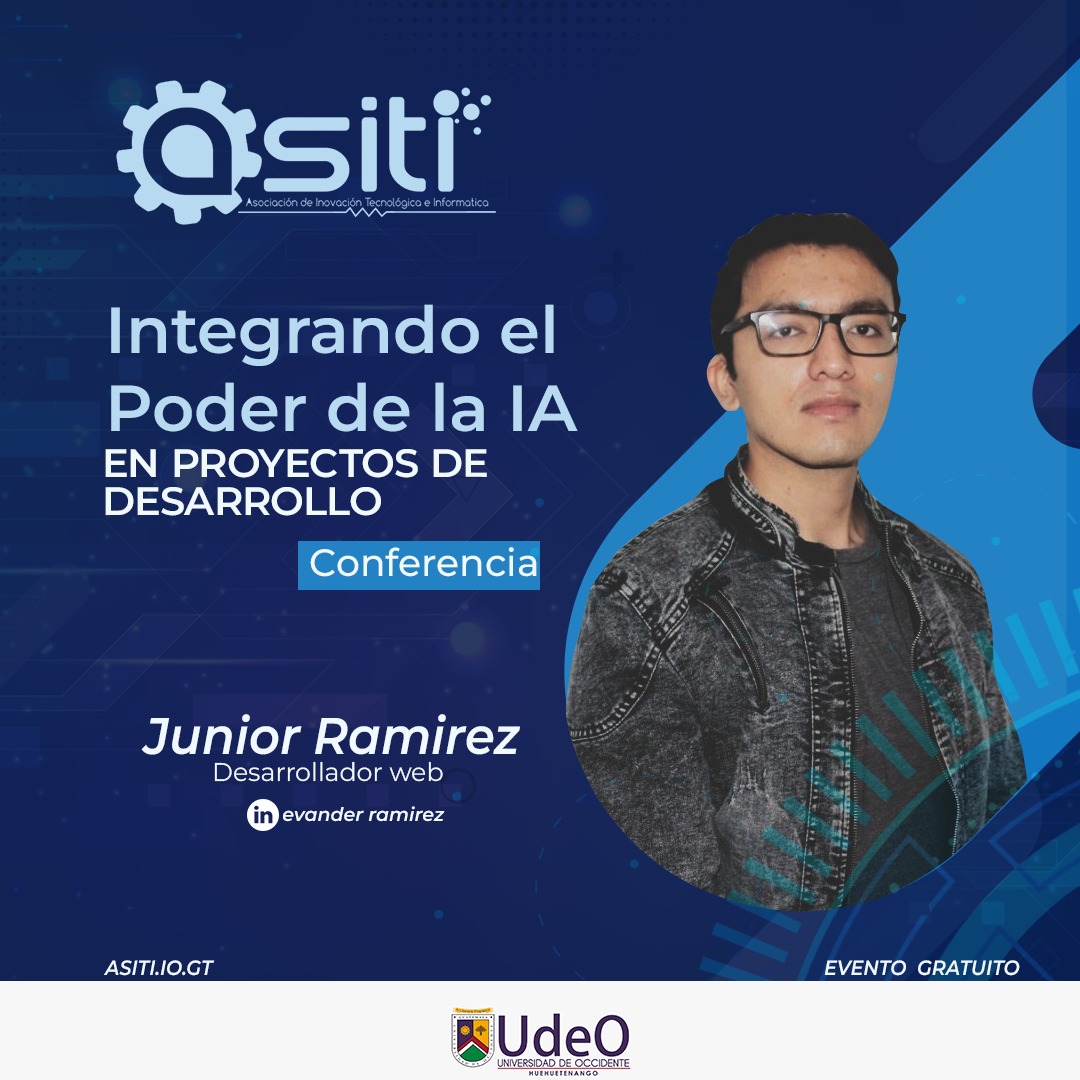 asiti
Asociación de Inovación Tecnológica e Informatica
Integrando el
Poder de la IA
EN PROYECTOS DE
DESARROLLO
Conferencia
Junior Ramirez
Desarrollador web
in evander ramirez
ASITI.IO.GT
EVENTO GRATUITO
UdeO
UNIVERSIDAD DE OCCIDENTE
HUEHUETENANGO